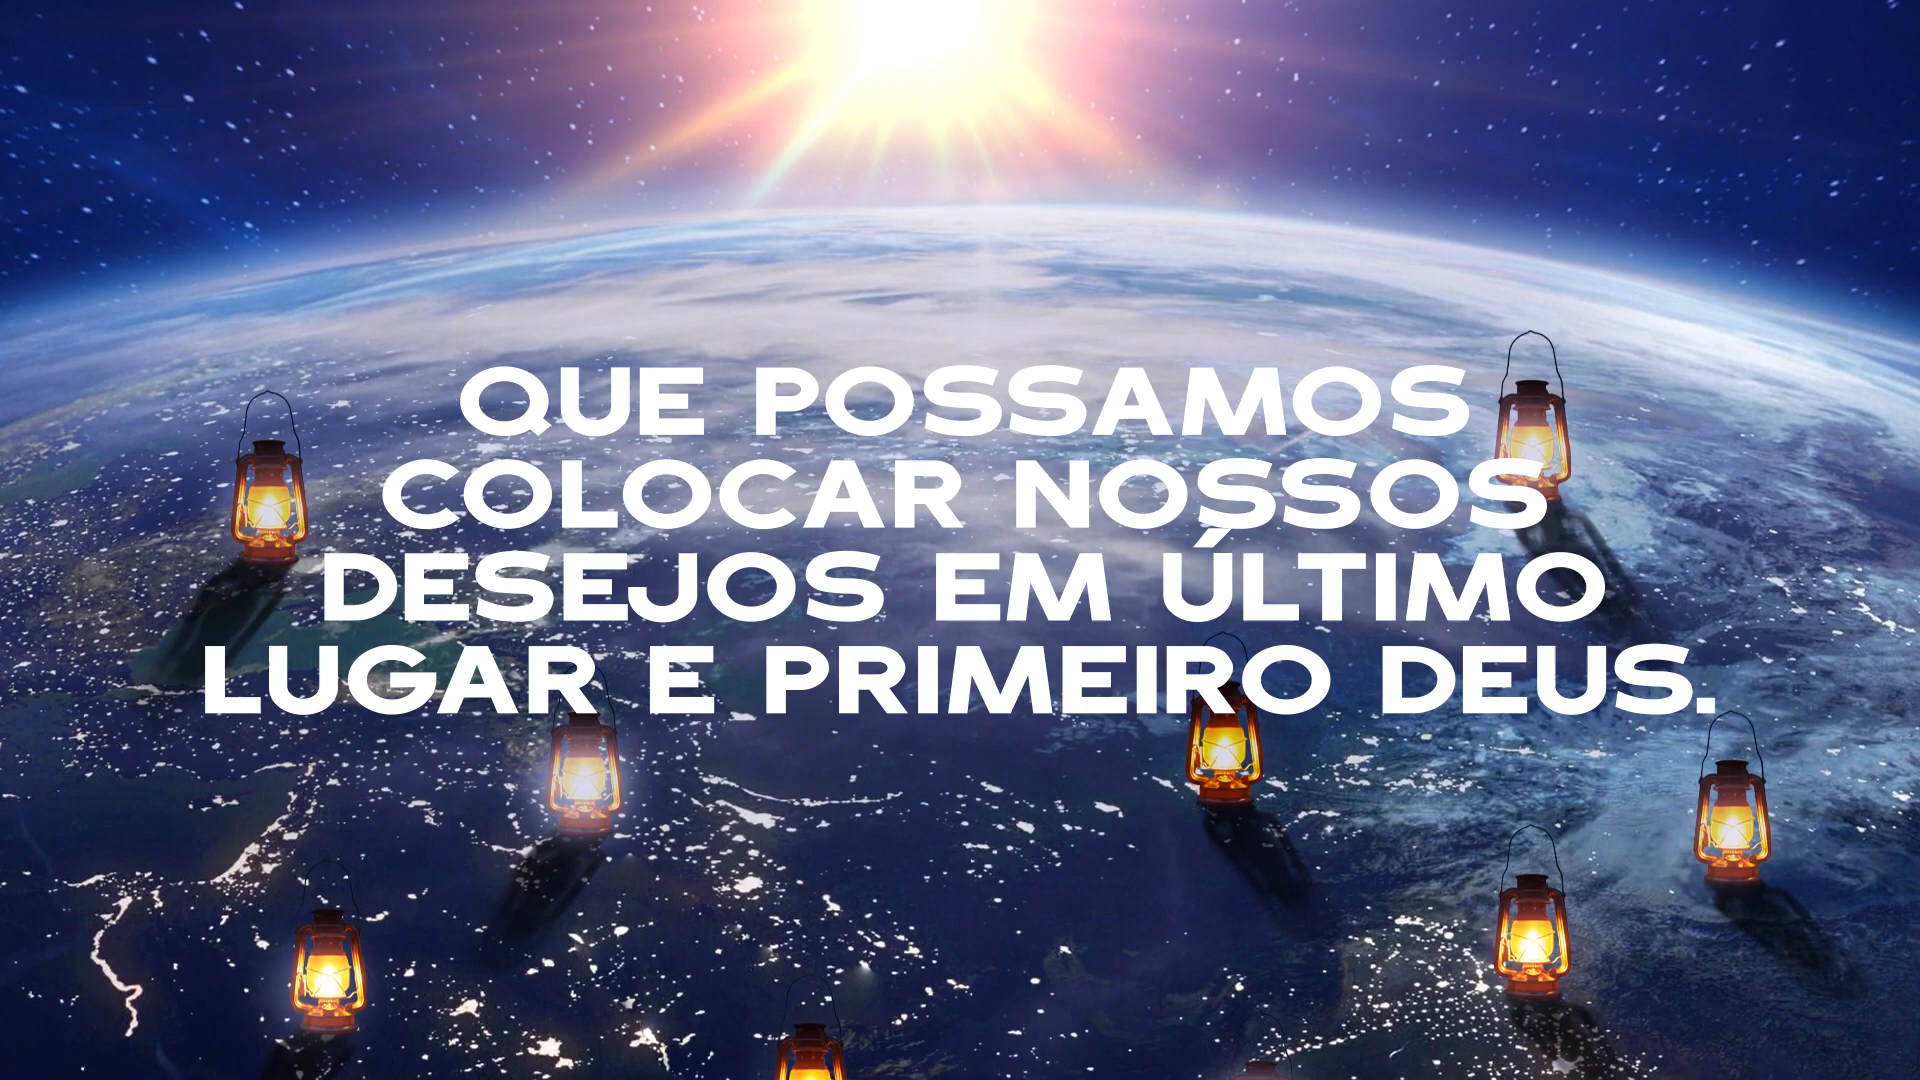 QUE POSSAMOS
COLOCAR NOSSOS
DESEJOS EM ÚLTIMO
LUGAR E PRIMEIRO DEUS.